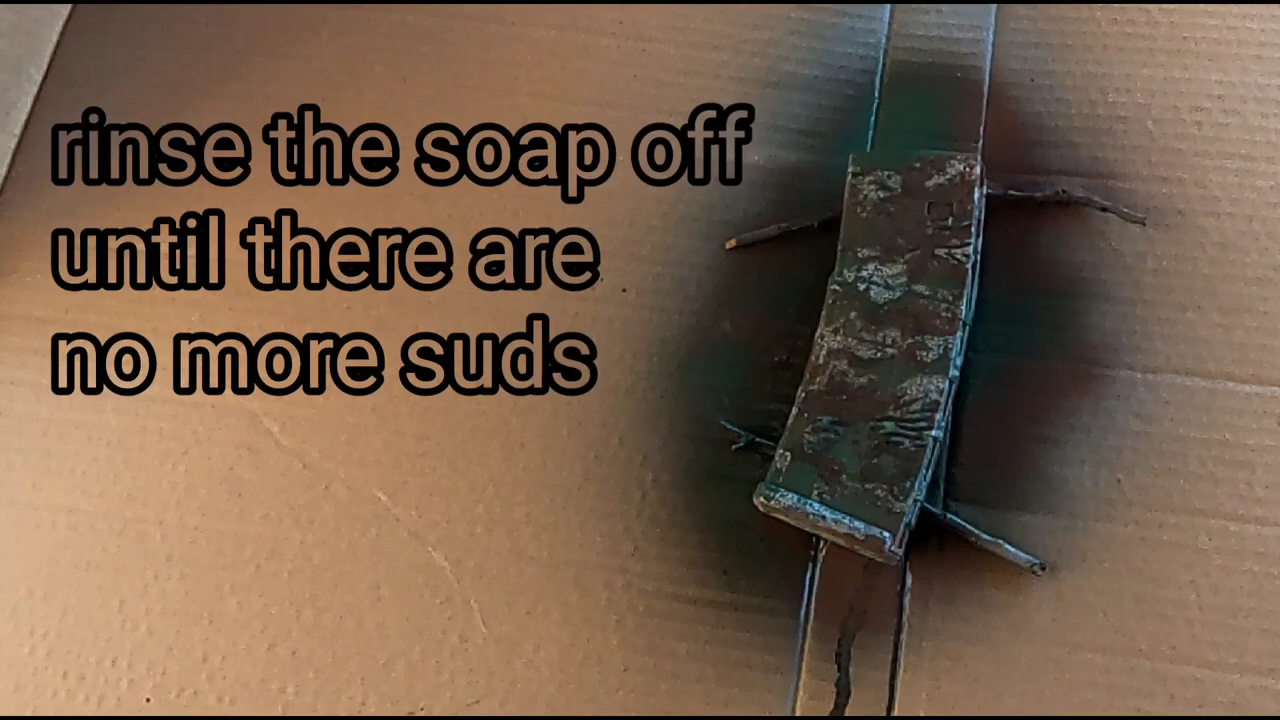 rinse the soap off
until there are
no more suds